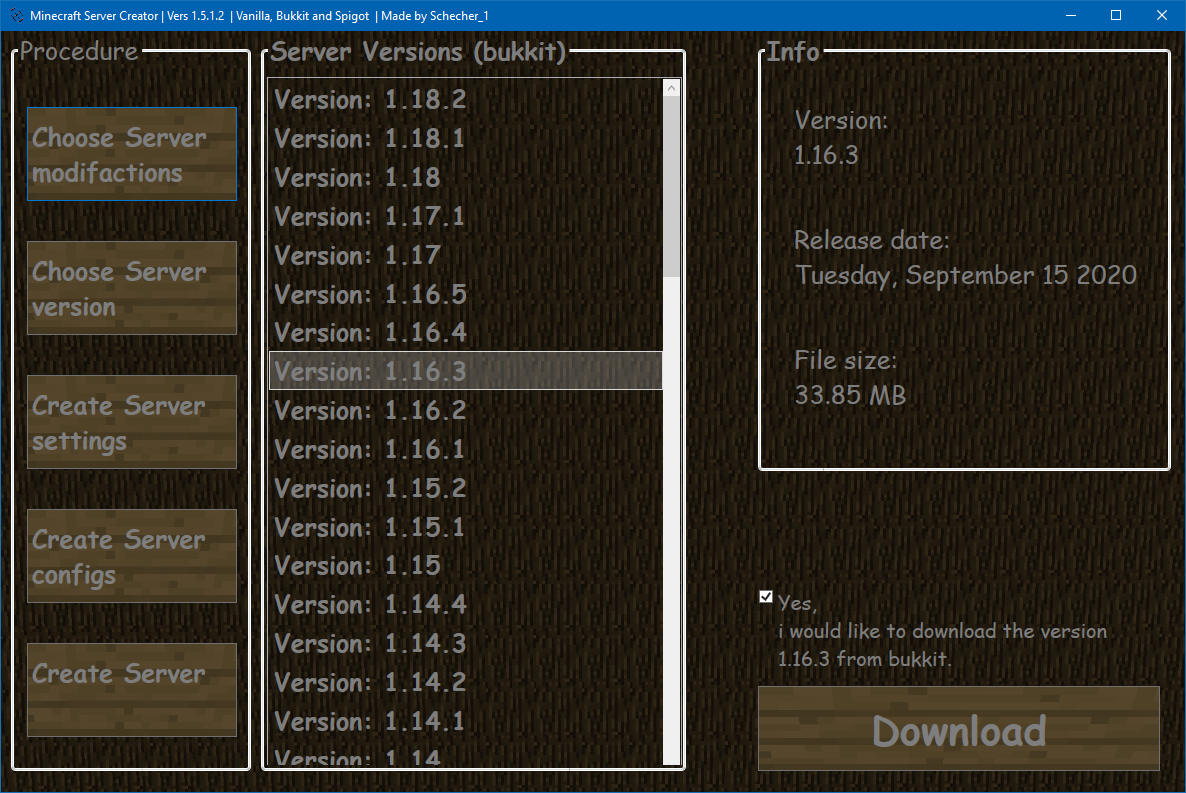 Minecraft Server Creator | Vers 1.5.1.2 | Vanilla, Bukkit and Spigot | Made by Schecher_1
Procedure
Choose Server
modifactions
Choose Server
version
Create Server
settings
Create Server
configs
Create Server
Server Versions (bukkit)
Version: 1.18.2
Version: 1.18.1
Version: 1.18
Version: 1.17.1
Version: 1.17
Version: 1.16.5
Version: 1.16.4
Version: 1.16.3
Version: 1.16.2
Version: 1.16.1
Version: 1.15.2
Version: 1.15.1
Version: 1.15
Version: 1.14.4
Version: 1.14.3
Version: 1.14.2
Version: 1.14.1
Version: 1.14
Info
Version:
1.16.3
Release date:
Tuesday, September 15 2020
File size:
33.85 MB
Yes,
i would like to download the version
1.16.3 from bukkit.
Download